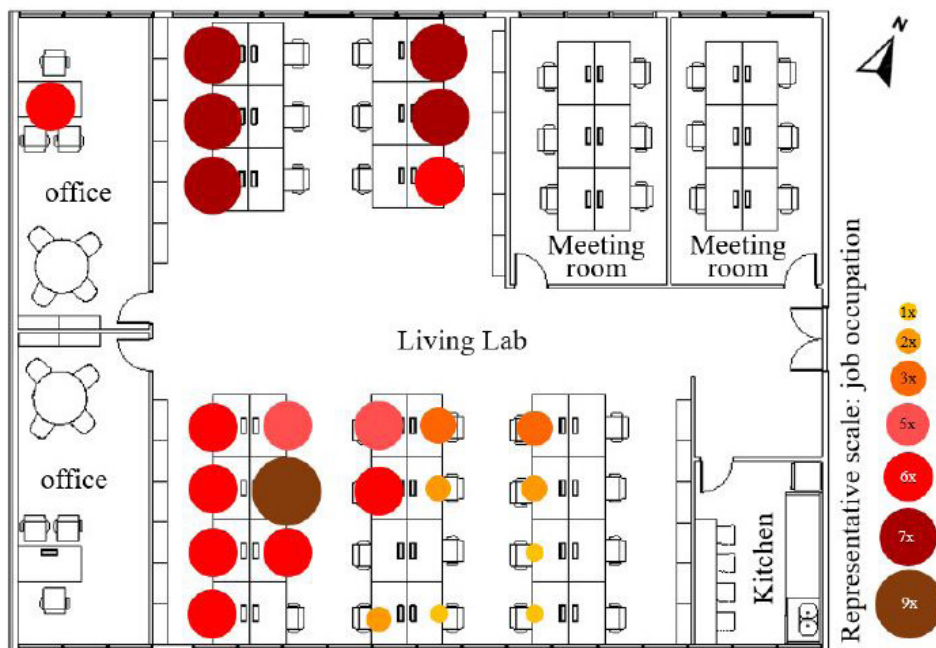 N
office
Meeting
room
Meeting
room
Living Lab
office
Kitchen
Representative scale: job occupation
1x
2x
3x
5x
6x
7x
9x